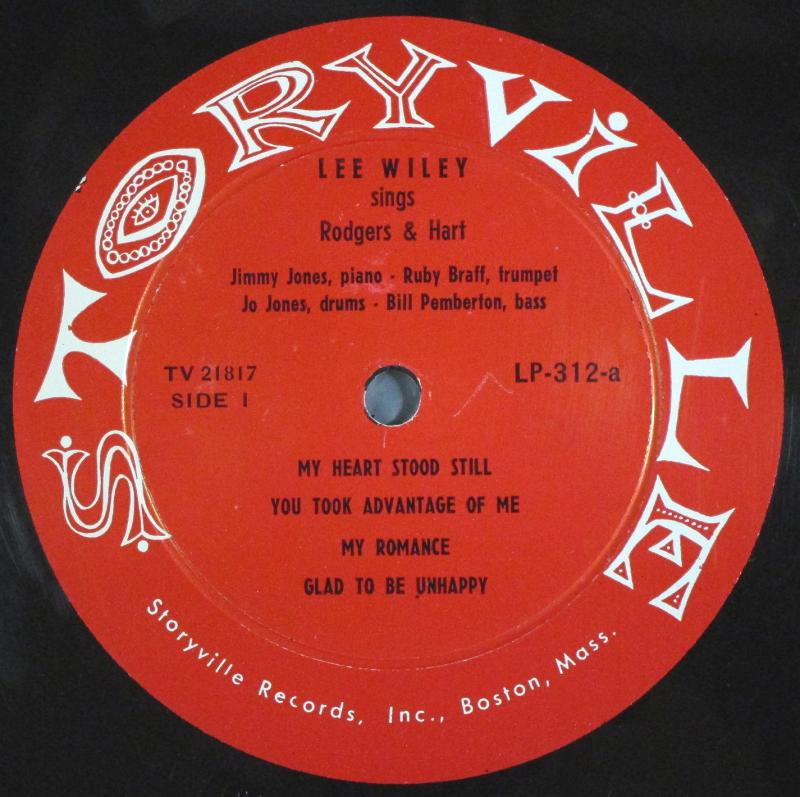 STORYViLLE
LEE WILEY
sings
Rodgers & Hart
Jimmy Jones, piano - Ruby Braff, trumpet
Jo Jones, drums - Bill Pemberton, bass
TV 21817
SIDE 1
LP-312-a
MY HEART STOOD STILL
YOU TOOK ADVANTAGE OF ME
MY ROMANCE
GLAD TO BE UNHAPPY
Storyville Records, Inc., Boston, Mass.